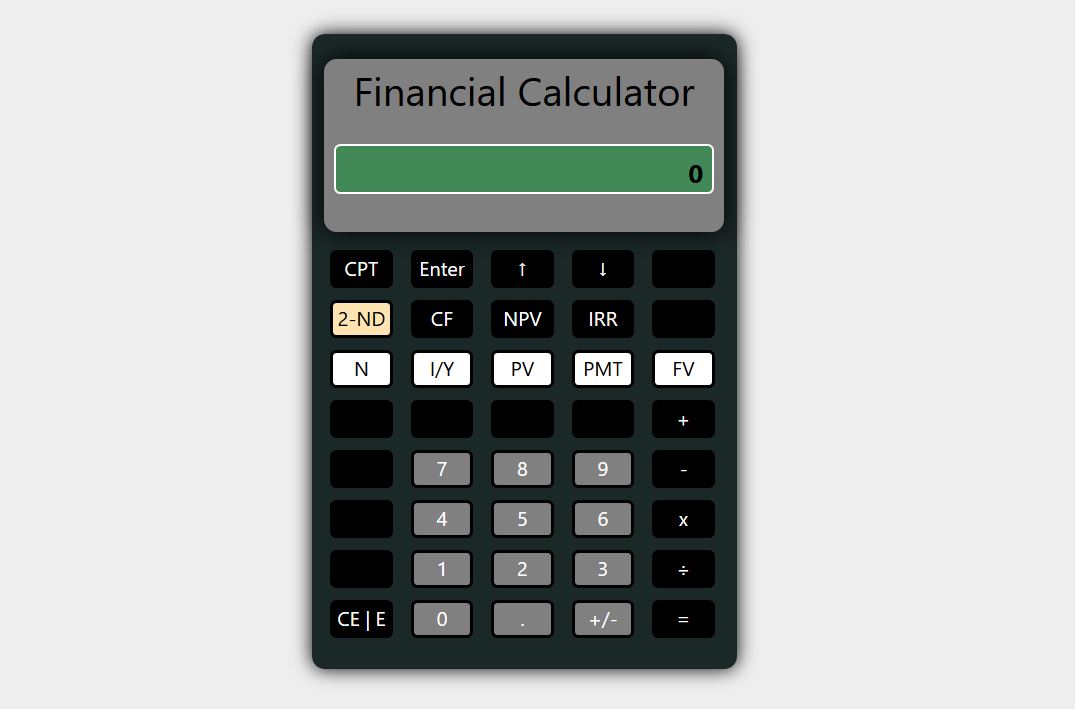 Financial Calculator
0
CPT Enter ↑ ↓
2-ND CF NPV IRR
N I/Y PV PMT FV
+
7 8 9 -
4 5 6 x
1 2 3 ÷
CE | E 0 . +/- =